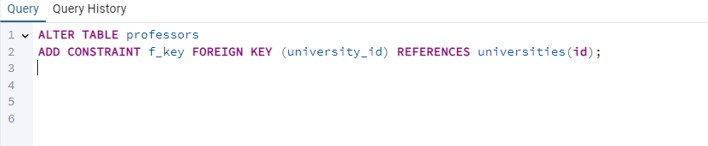 Query Query History
1 ALTER TABLE professors
2 ADD CONSTRAINT f_key FOREIGN KEY (university_id) REFERENCES universities(id);
3
4
5
6